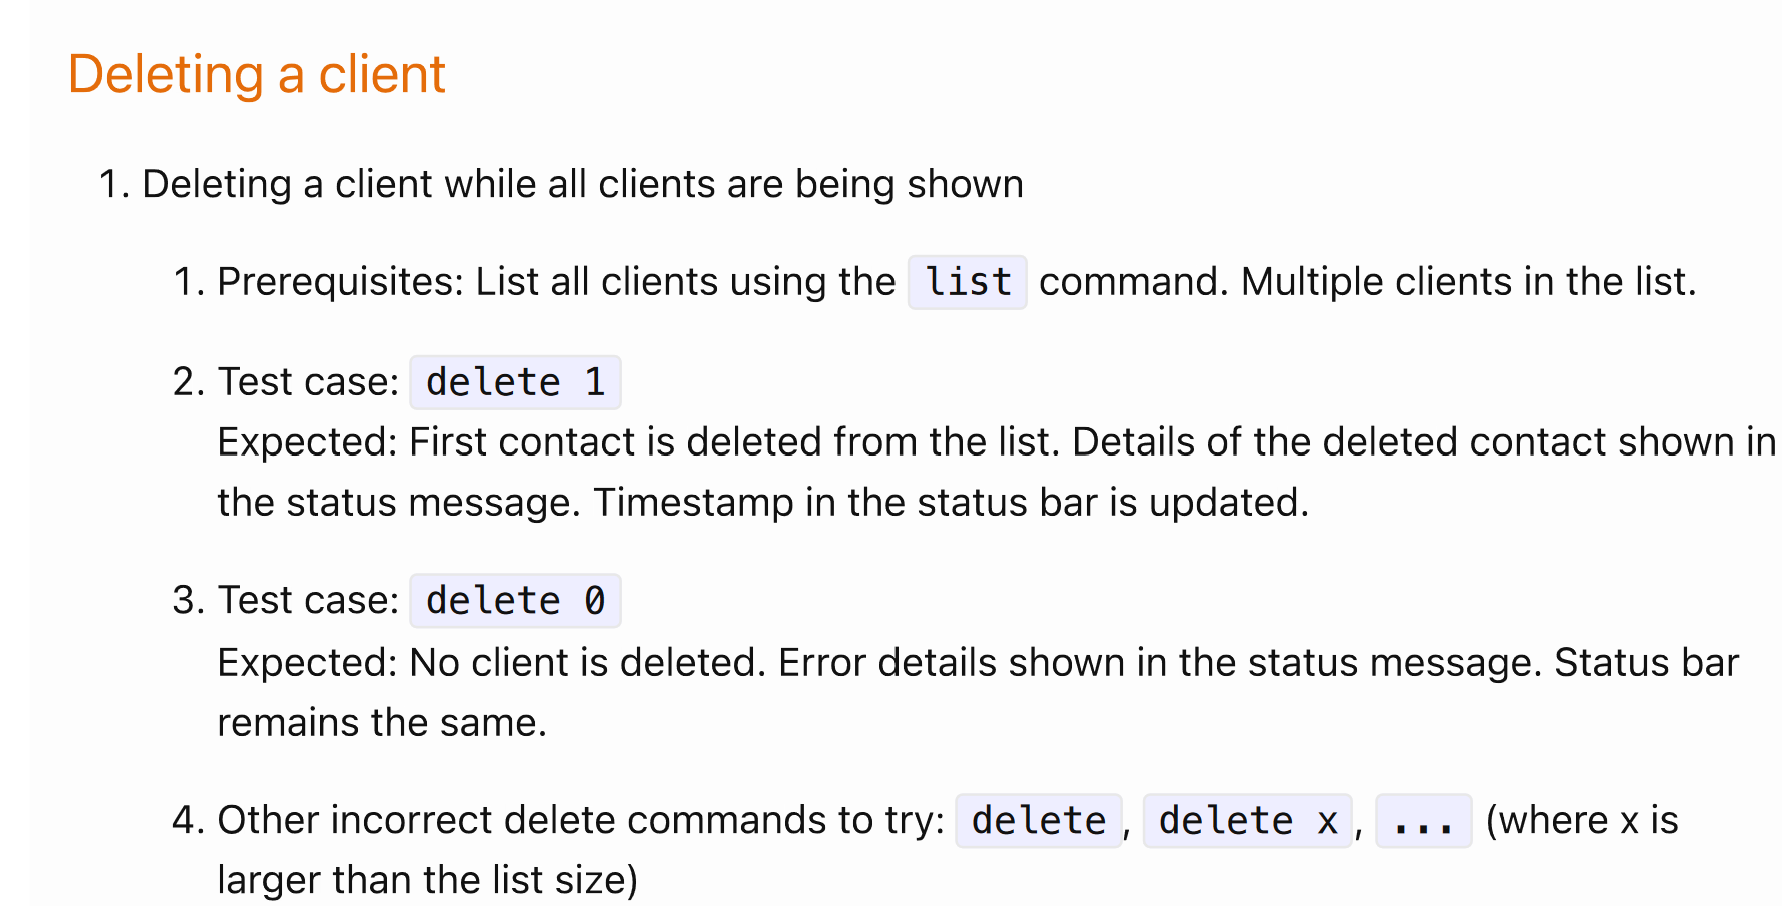 Deleting a client
1. Deleting a client while all clients are being shown
1. Prerequisites: List all clients using the list command. Multiple clients in the list.
2. Test case: delete 1
Expected: First contact is deleted from the list. Details of the deleted contact shown in
the status message. Timestamp in the status bar is updated.
3. Test case: delete 0
Expected: No client is deleted. Error details shown in the status message. Status bar
remains the same.
4. Other incorrect delete commands to try: delete, delete x, ... (where x is
larger than the list size)